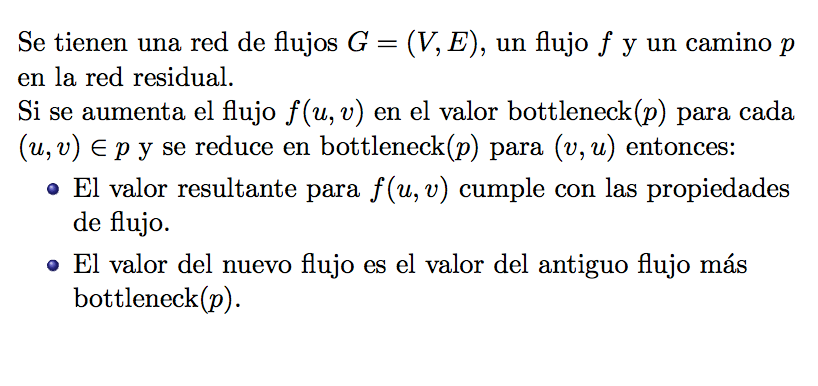 Se tienen una red de flujos G = (V, E), un flujo f y un camino p
en la red residual.
Si se aumenta el flujo f(u, v) en el valor bottleneck(p) para cada
(u, v) ∈ p y se reduce en bottleneck(p) para (v, u) entonces:
El valor resultante para f(u, v) cumple con las propiedades
de flujo.
El valor del nuevo flujo es el valor del antiguo flujo más
bottleneck(p).